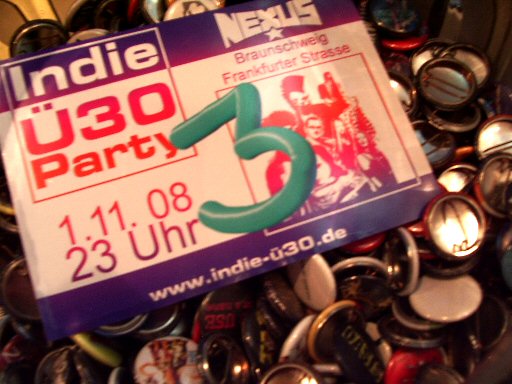 Indie
Ü30
Party
1.11.08
23 Uhr
NEXUS
Braunschweig
Frankfurter Strasse
3
www.indie-ü30.de